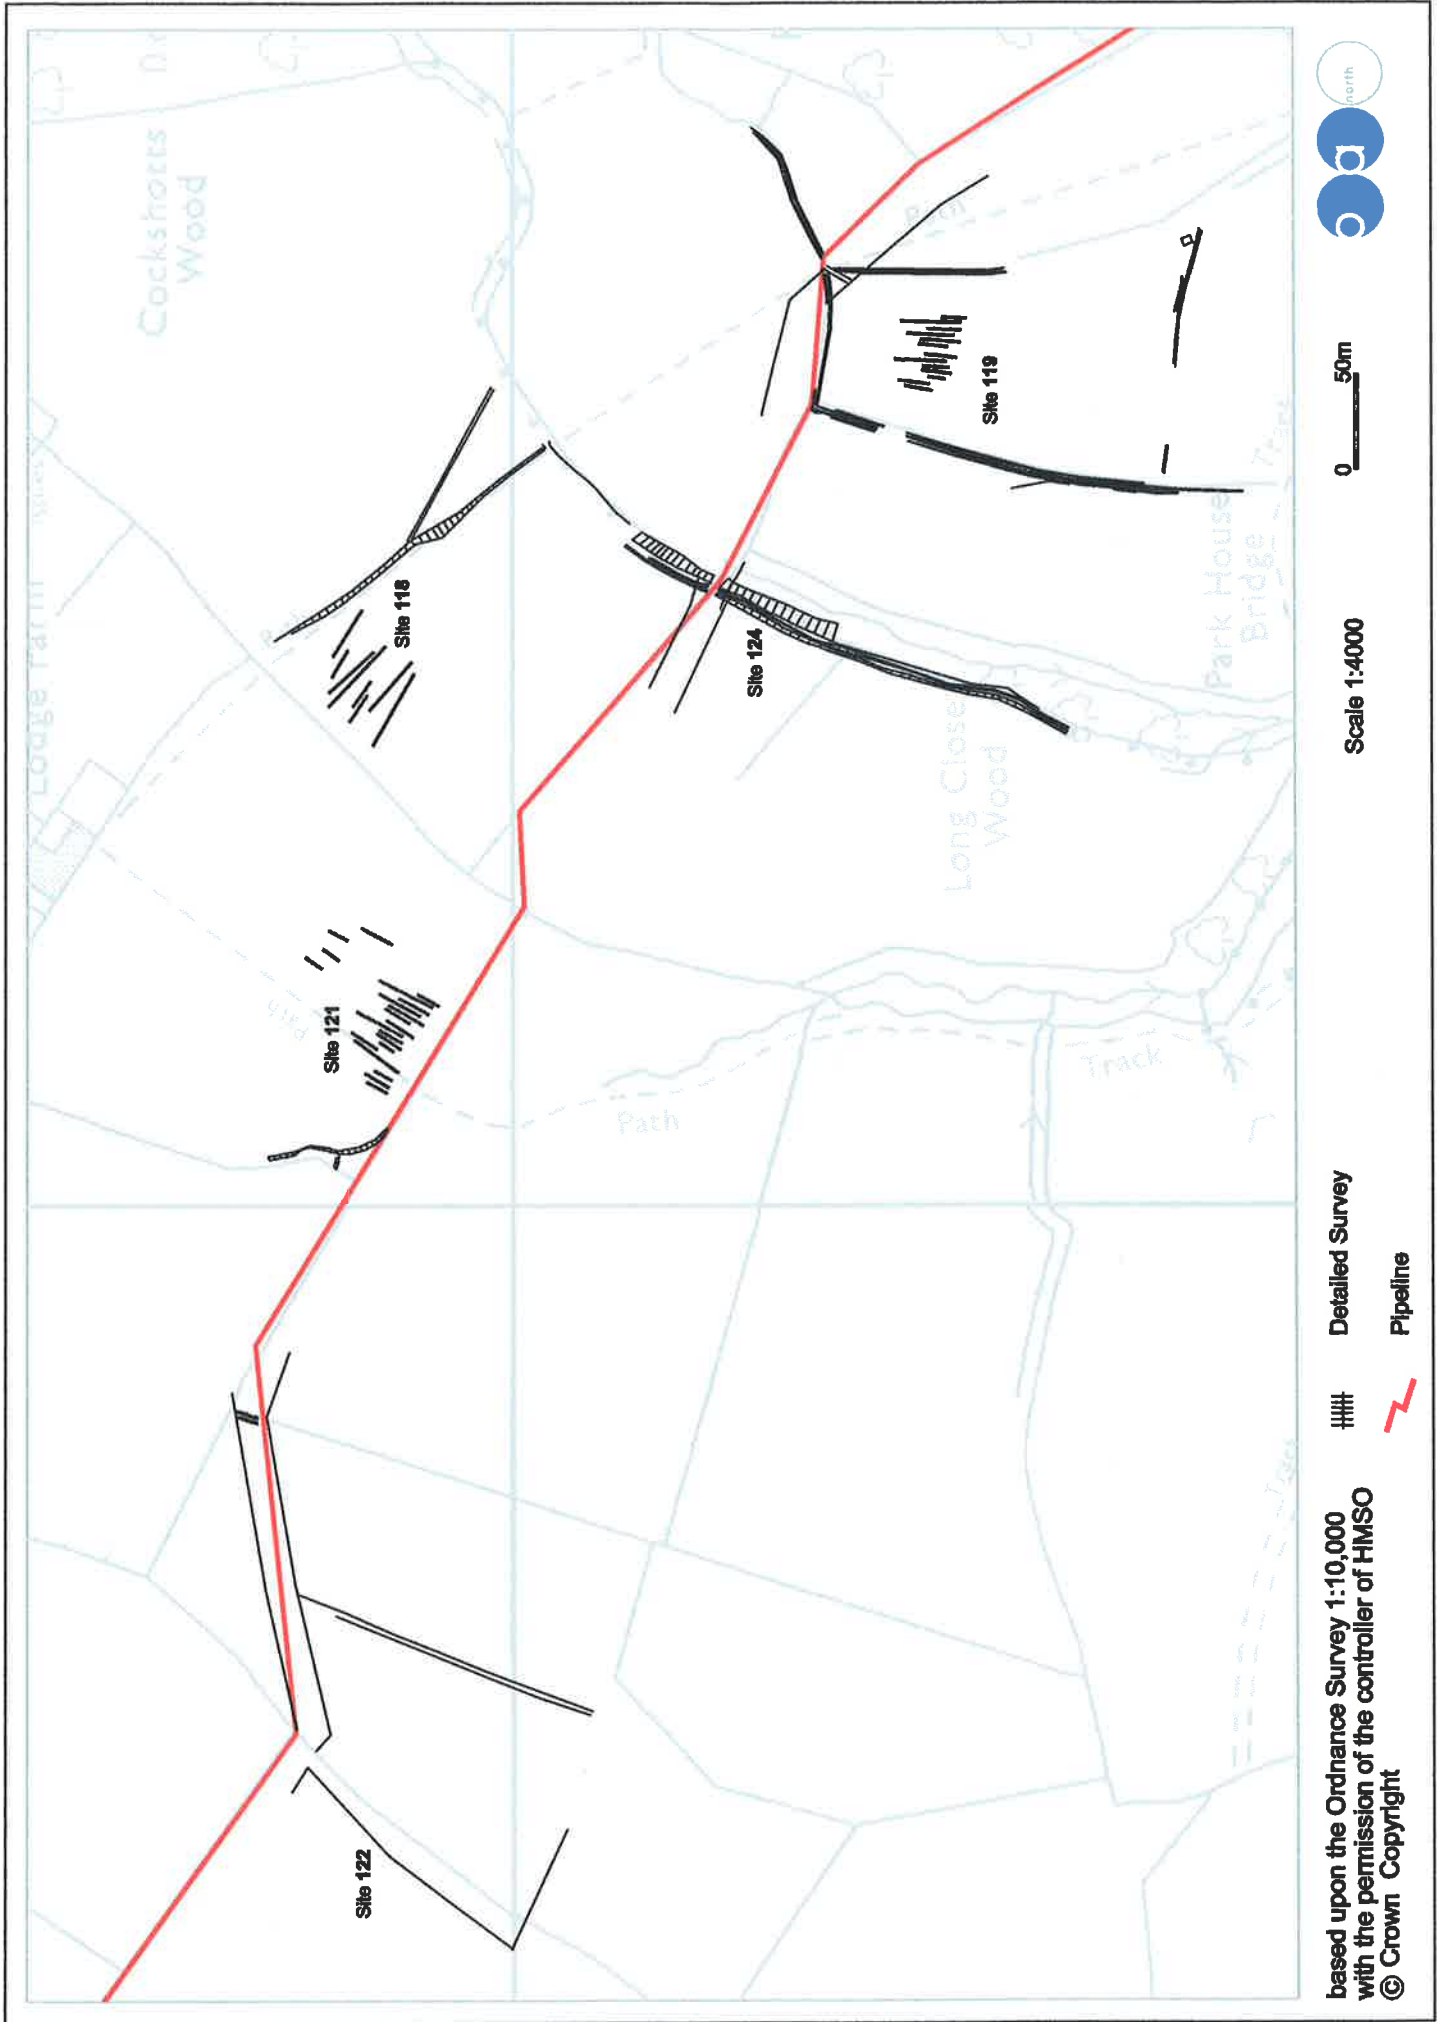 Lodge Farm
Cockshotts
Wood
Path
Site 118
Site 121
Path
Site 119
Site 124
Site 122
Long Close
Wood
Park House
Bridge
Track
Path
Track
Track
based upon the Ordnance Survey 1:10,000
with the permission of the controller of HMSO
© Crown Copyright
Detailed Survey
Pipeline
Scale 1:4000
0 50m
oa
north